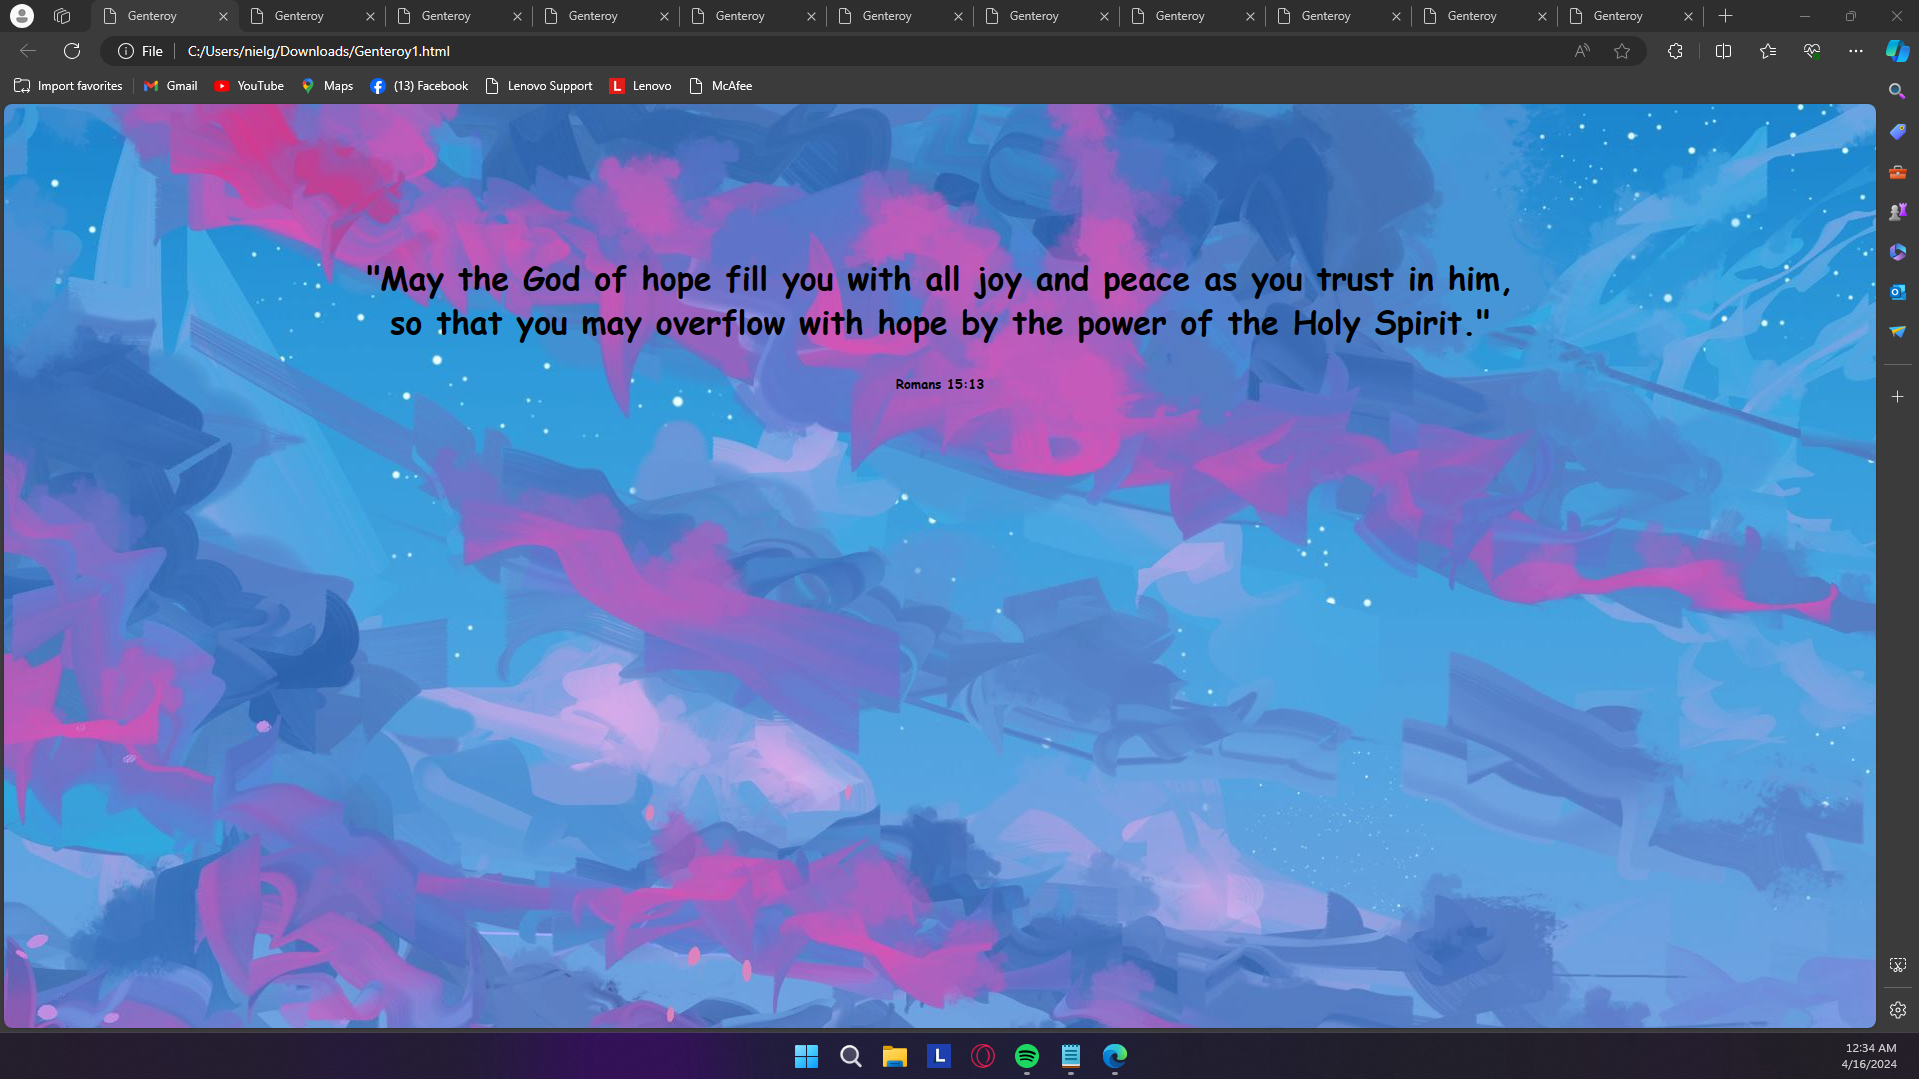 Genteroy Genteroy Genteroy Genteroy Genteroy Genteroy Genteroy Genteroy Genteroy Genteroy Genteroy
File C:/Users/nielg/Downloads/Genteroy1.html
Import favorites Gmail YouTube Maps (13) Facebook Lenovo Support L Lenovo McAfee
"May the God of hope fill you with all joy and peace as you trust in him,
so that you may overflow with hope by the power of the Holy Spirit."
Romans 15:13
L
12:34 AM
4/16/2024